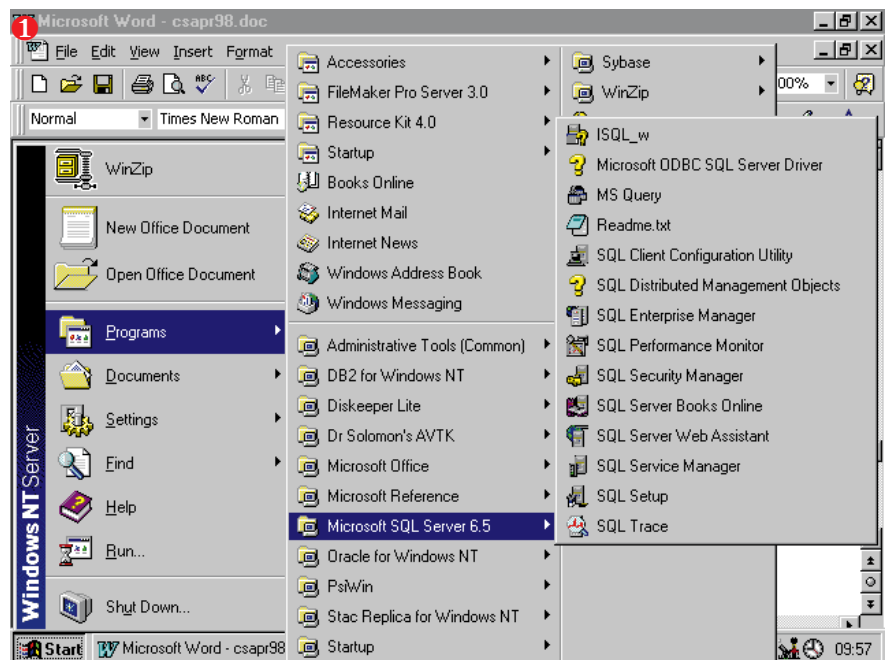 1
Microsoft Word - csapr98.doc
File Edit View Insert Format
00%
Normal Times New Roman
WinZip
New Office Document
Open Office Document
Programs
Documents
Settings
Find
Help
Run...
Shut Down...
Windows NT Server
Accessories
FileMaker Pro Server 3.0
Resource Kit 4.0
Startup
Books Online
Internet Mail
Internet News
Windows Address Book
Windows Messaging
Administrative Tools (Common)
DB2 for Windows NT
Diskeeper Lite
Dr Solomon's AVTK
Microsoft Office
Microsoft Reference
Microsoft SQL Server 6.5
Oracle for Windows NT
PsiWin
Stac Replica for Windows NT
Startup
Sybase
WinZip
ISQL_w
Microsoft ODBC SQL Server Driver
MS Query
Readme.txt
SQL Client Configuration Utility
SQL Distributed Management Objects
SQL Enterprise Manager
SQL Performance Monitor
SQL Security Manager
SQL Server Books Online
SQL Server Web Assistant
SQL Service Manager
SQL Setup
SQL Trace
Start
Microsoft Word - csapr98
09:57